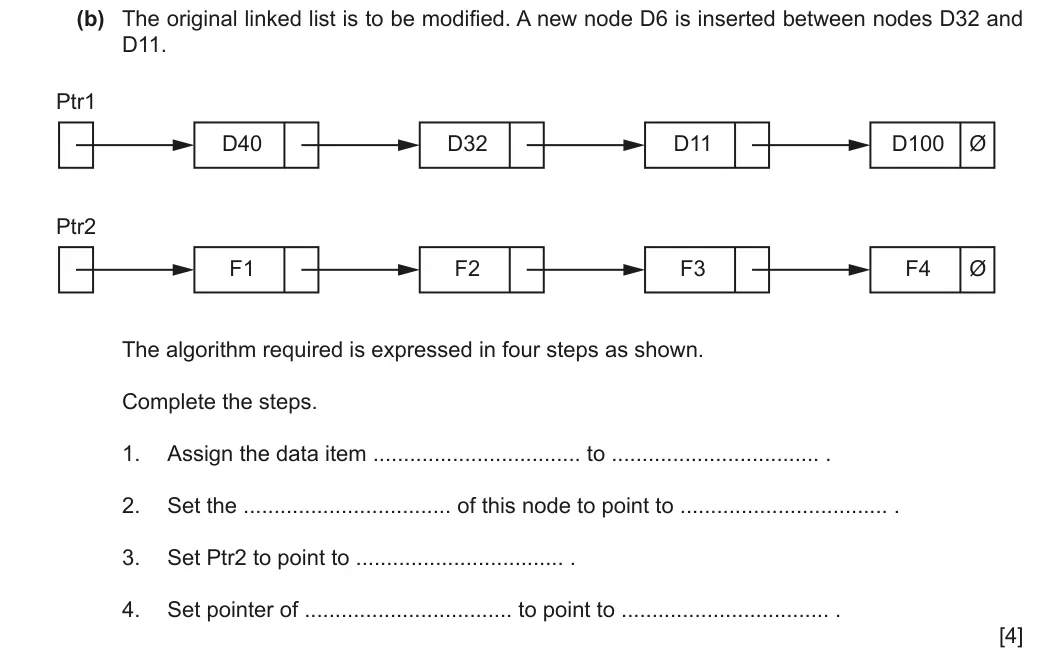 (b) The original linked list is to be modified. A new node D6 is inserted between nodes D32 and
D11.
Ptr1
D40 D32 D11 D100 Ø
Ptr2
F1 F2 F3 F4 Ø
The algorithm required is expressed in four steps as shown.
Complete the steps.
1. Assign the data item .................................. to .................................. .
2. Set the .................................. of this node to point to .................................. .
3. Set Ptr2 to point to .................................. .
4. Set pointer of .................................. to point to .................................. .
[4]